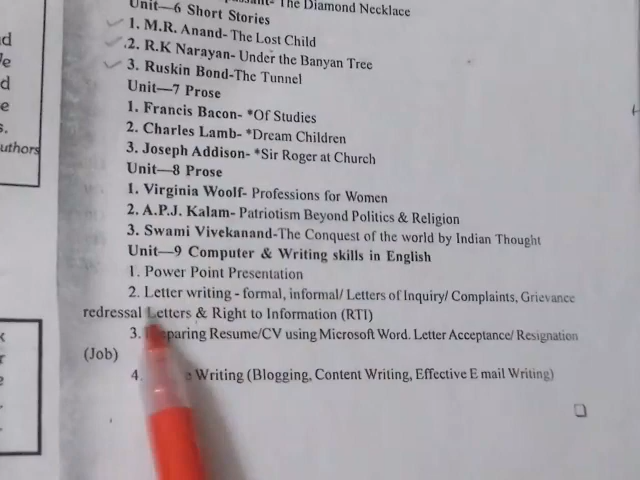 The Diamond Necklace
Unit—6 Short Stories
1. M.R. Anand- The Lost Child
2. R.K Narayan- Under the Banyan Tree
3. Ruskin Bond-The Tunnel
Unit—7 Prose
1. Francis Bacon- *Of Studies
2. Charles Lamb- *Dream Children
3. Joseph Addison- *Sir Roger at Church
Unit—8 Prose
1. Virginia Woolf- Professions for Women
2. A.P.J. Kalam- Patriotism Beyond Politics & Religion
3. Swami Vivekanand-The Conquest of the world by Indian Thought
Unit—9 Computer & Writing skills in English
1. Power Point Presentation
2. Letter writing - formal, informal/ Letters of Inquiry/ Complaints, Grievance
redressal Letters & Right to Information (RTI)
3. Resume/CV using Microsoft Word. Letter Acceptance/ Resignation
(Job)
4. Writing (Blogging, Content Writing, Effective E mail Writing)